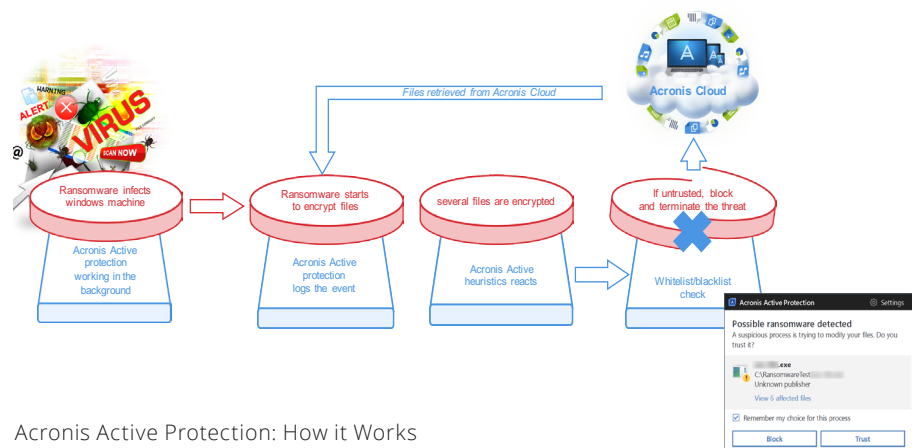 Files retrieved from Acronis Cloud
Acronis Cloud
WARNING
ALERT
VIRUS
SCAN NOW
@
Ransomware infects
windows machine
Ransomware starts
to encrypt files
several files are encrypted
If untrusted, block
and terminate the threat
Acronis Active
protection
working in the
background
Acronis Active
protection
logs the event
Acronis Active
heuristics reacts
Whitelist/blacklist
check
Acronis Active Protection
Settings
Possible ransomware detected
A suspicious process is trying to modify your files. Do you
trust it?
.exe
C:\RansomwareTest
Unknown publisher
View 6 affected files
Remember my choice for this process
Block
Trust
Acronis Active Protection: How it Works